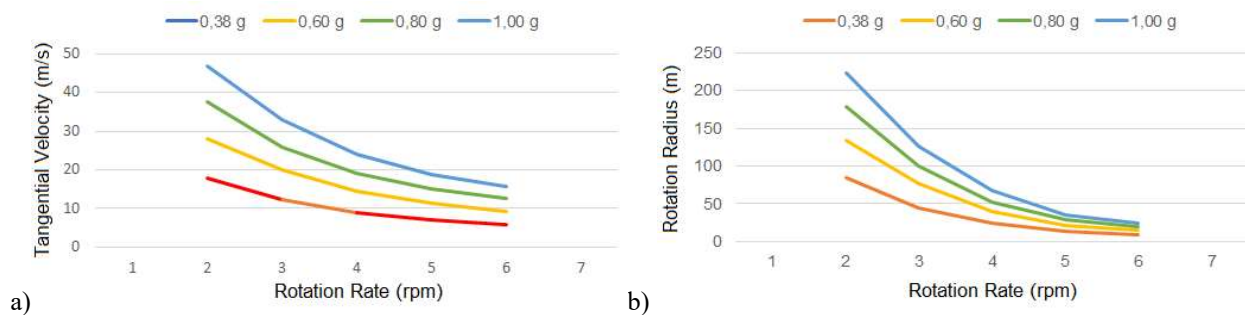 0,38 g 0,60 g 0,80 g 1,00 g
Tangential Velocity (m/s)
50
40
30
20
10
0
1 2 3 4 5 6 7
Rotation Rate (rpm)
a)
0,38 g 0,60 g 0,80 g 1,00 g
Rotation Radius (m)
250
200
150
100
50
0
1 2 3 4 5 6 7
Rotation Rate (rpm)
b)